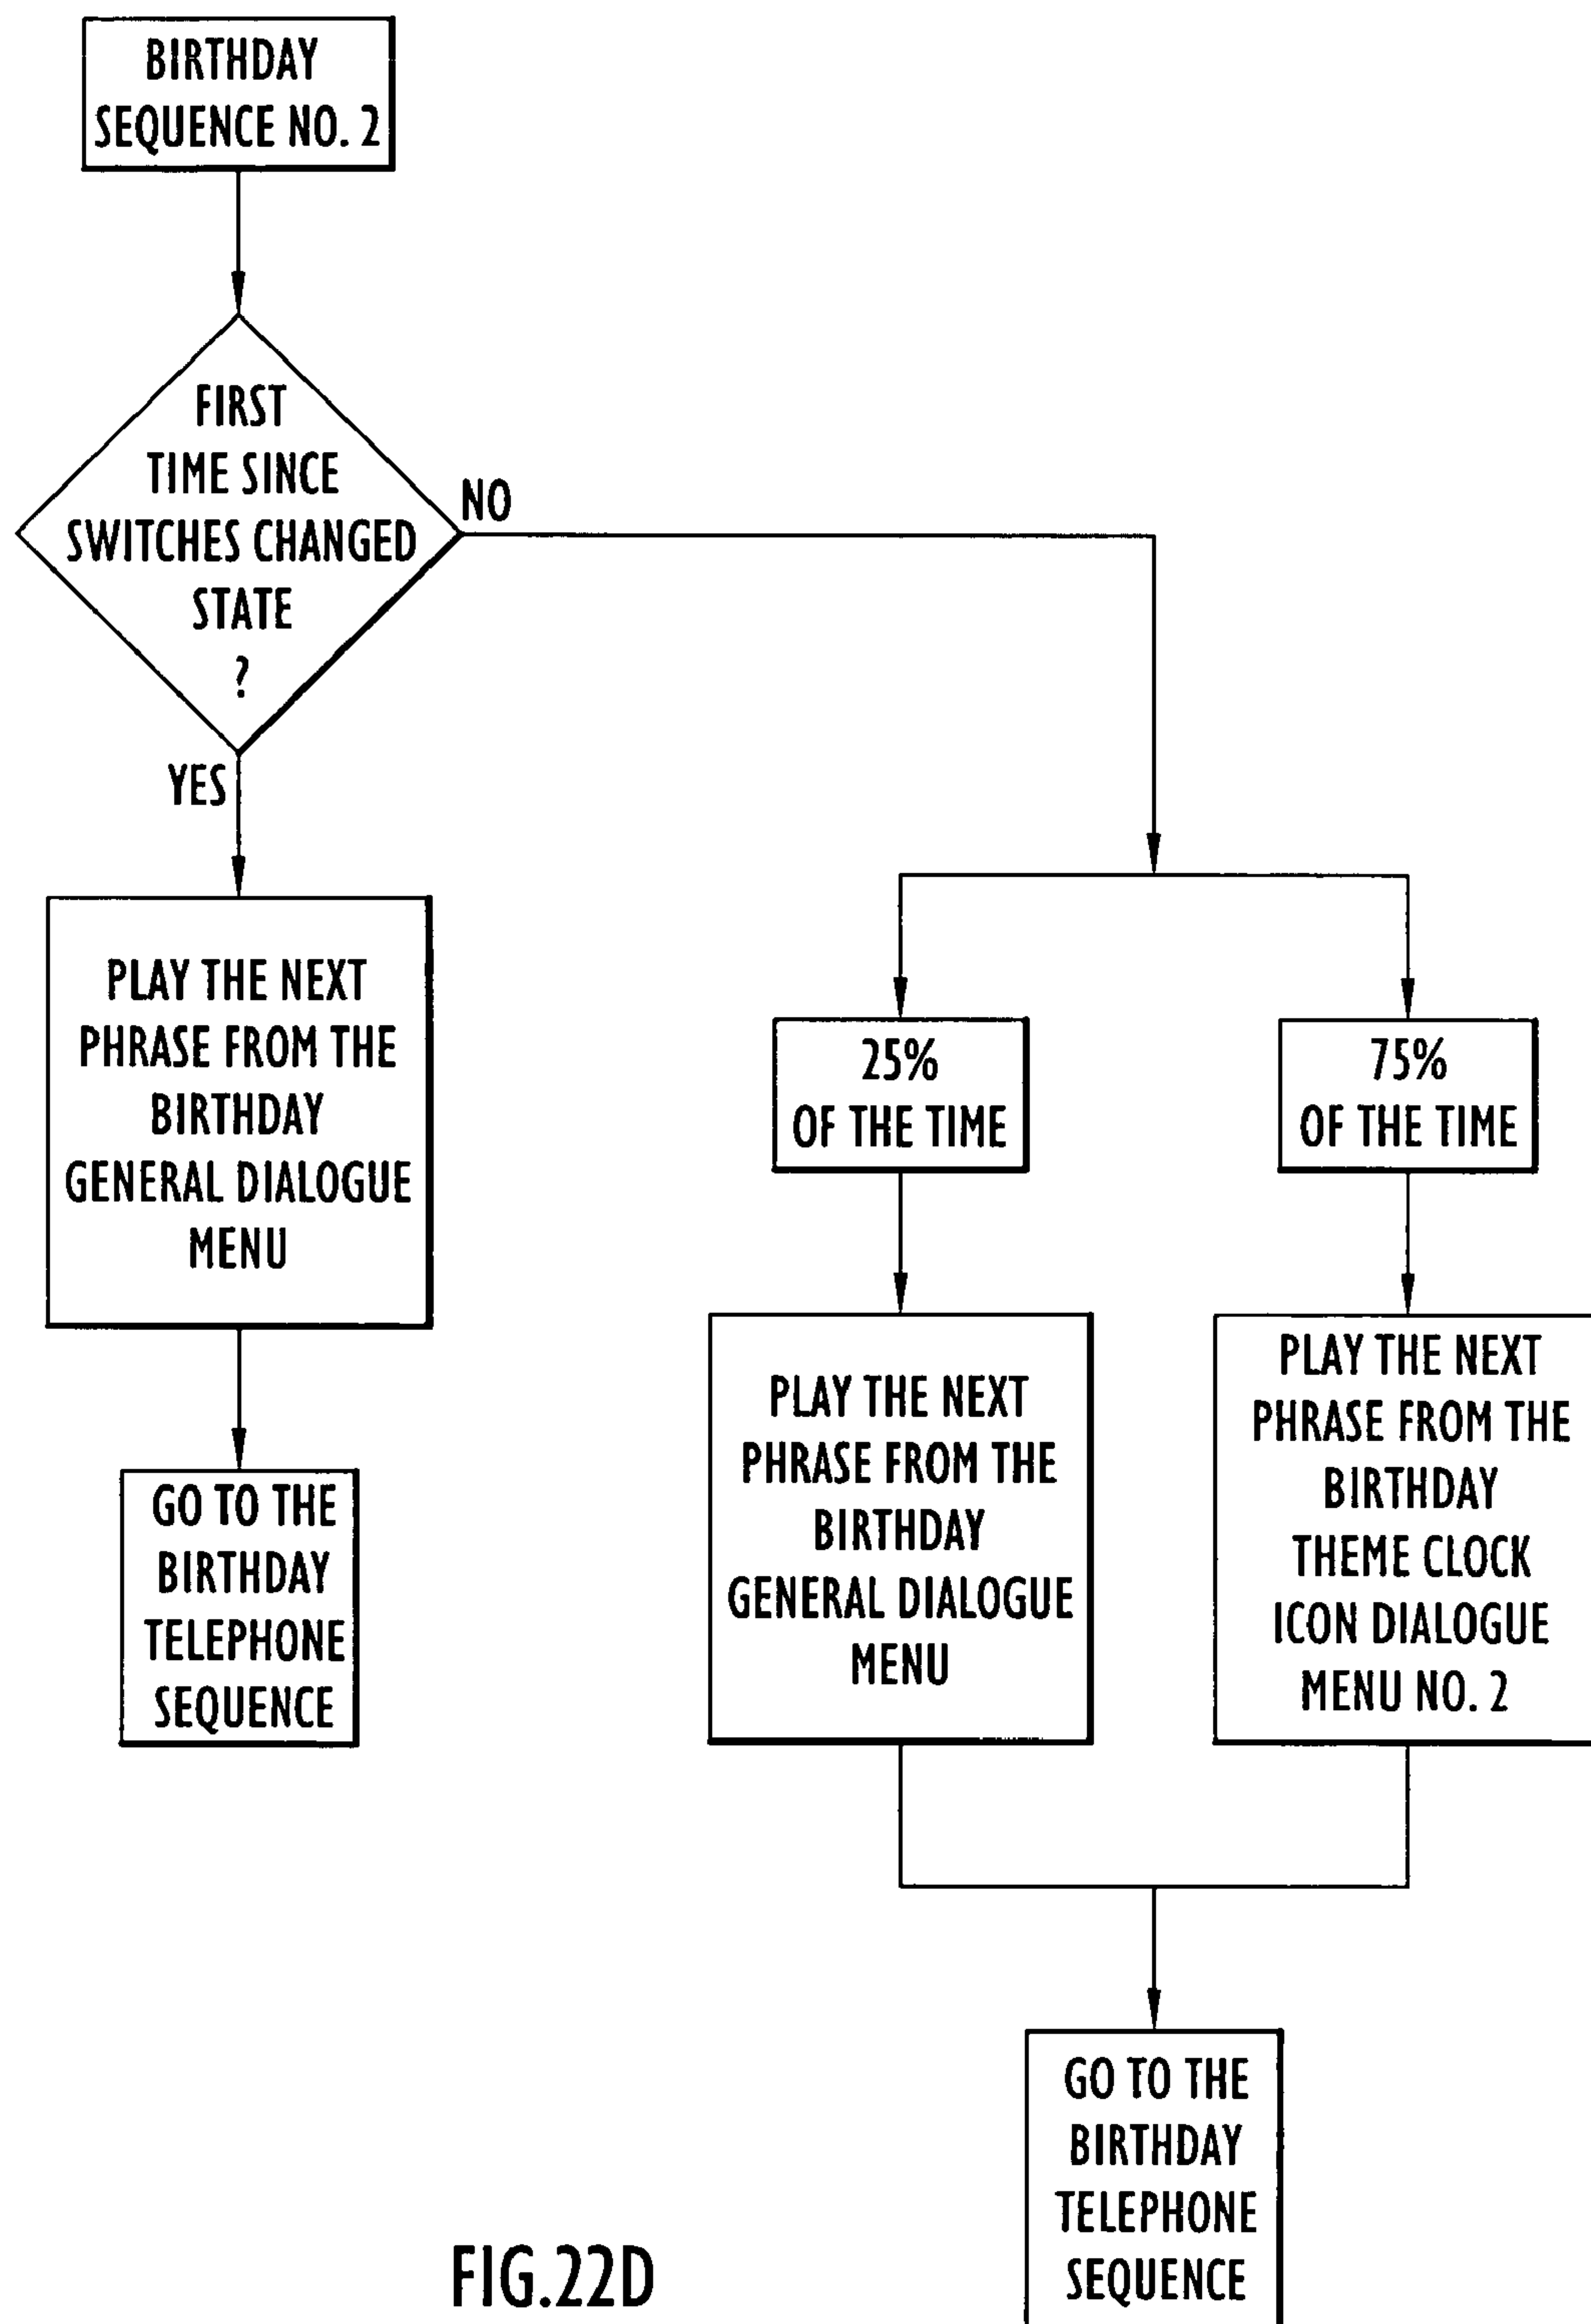 BIRTHDAY
SEQUENCE NO. 2
FIRST
TIME SINCE
SWITCHES CHANGED
STATE
?
NO
YES
PLAY THE NEXT
PHRASE FROM THE
BIRTHDAY
GENERAL DIALOGUE
MENU
GO TO THE
BIRTHDAY
TELEPHONE
SEQUENCE
25%
OF THE TIME
75%
OF THE TIME
PLAY THE NEXT
PHRASE FROM THE
BIRTHDAY
GENERAL DIALOGUE
MENU
PLAY THE NEXT
PHRASE FROM THE
BIRTHDAY
THEME CLOCK
ICON DIALOGUE
MENU NO. 2
GO TO THE
BIRTHDAY
TELEPHONE
SEQUENCE
FIG.22D